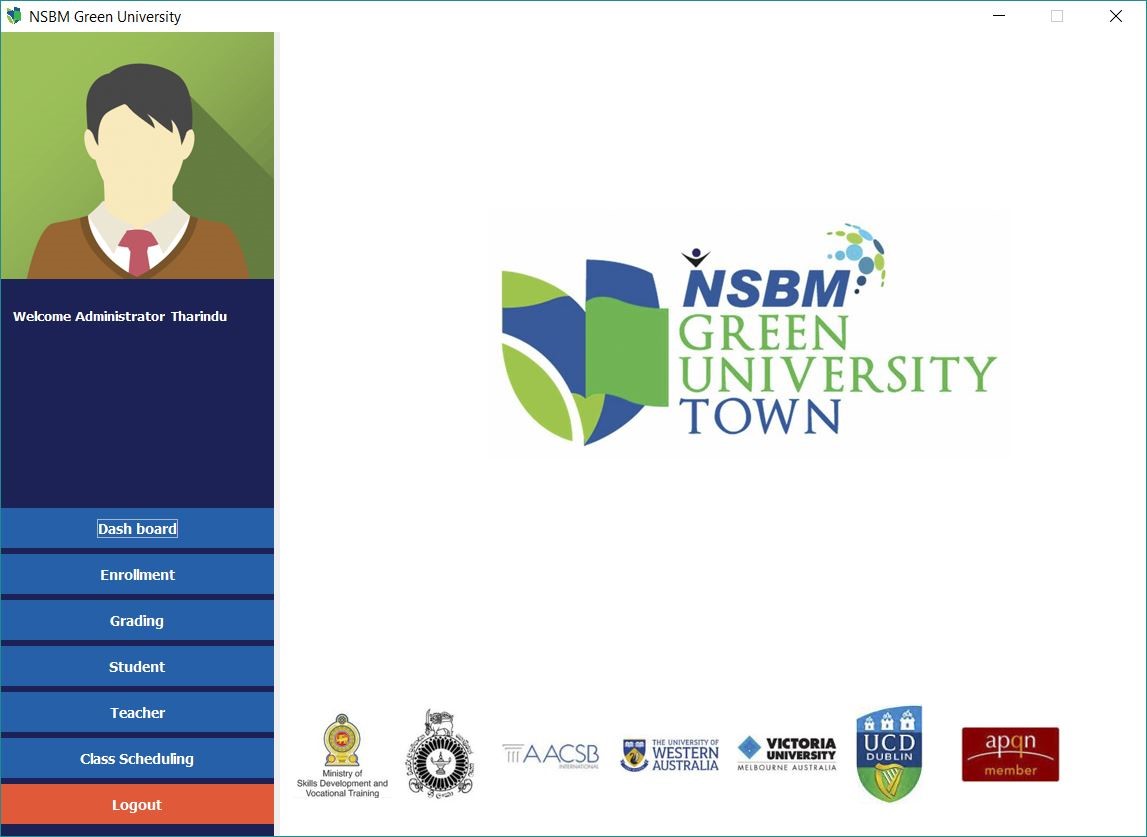 NSBM Green University
Welcome Administrator Tharindu
Dash board
Enrollment
Grading
Student
Teacher
Class Scheduling
Logout
NSBM
GREEN
UNIVERSITY
TOWN
Ministry of
Skills Development and
Vocational Training
AACSB
INTERNATIONAL
THE UNIVERSITY OF
WESTERN
AUSTRALIA
VICTORIA
UNIVERSITY
MELBOURNE AUSTRALIA
UCD
DUBLIN
apqn
member